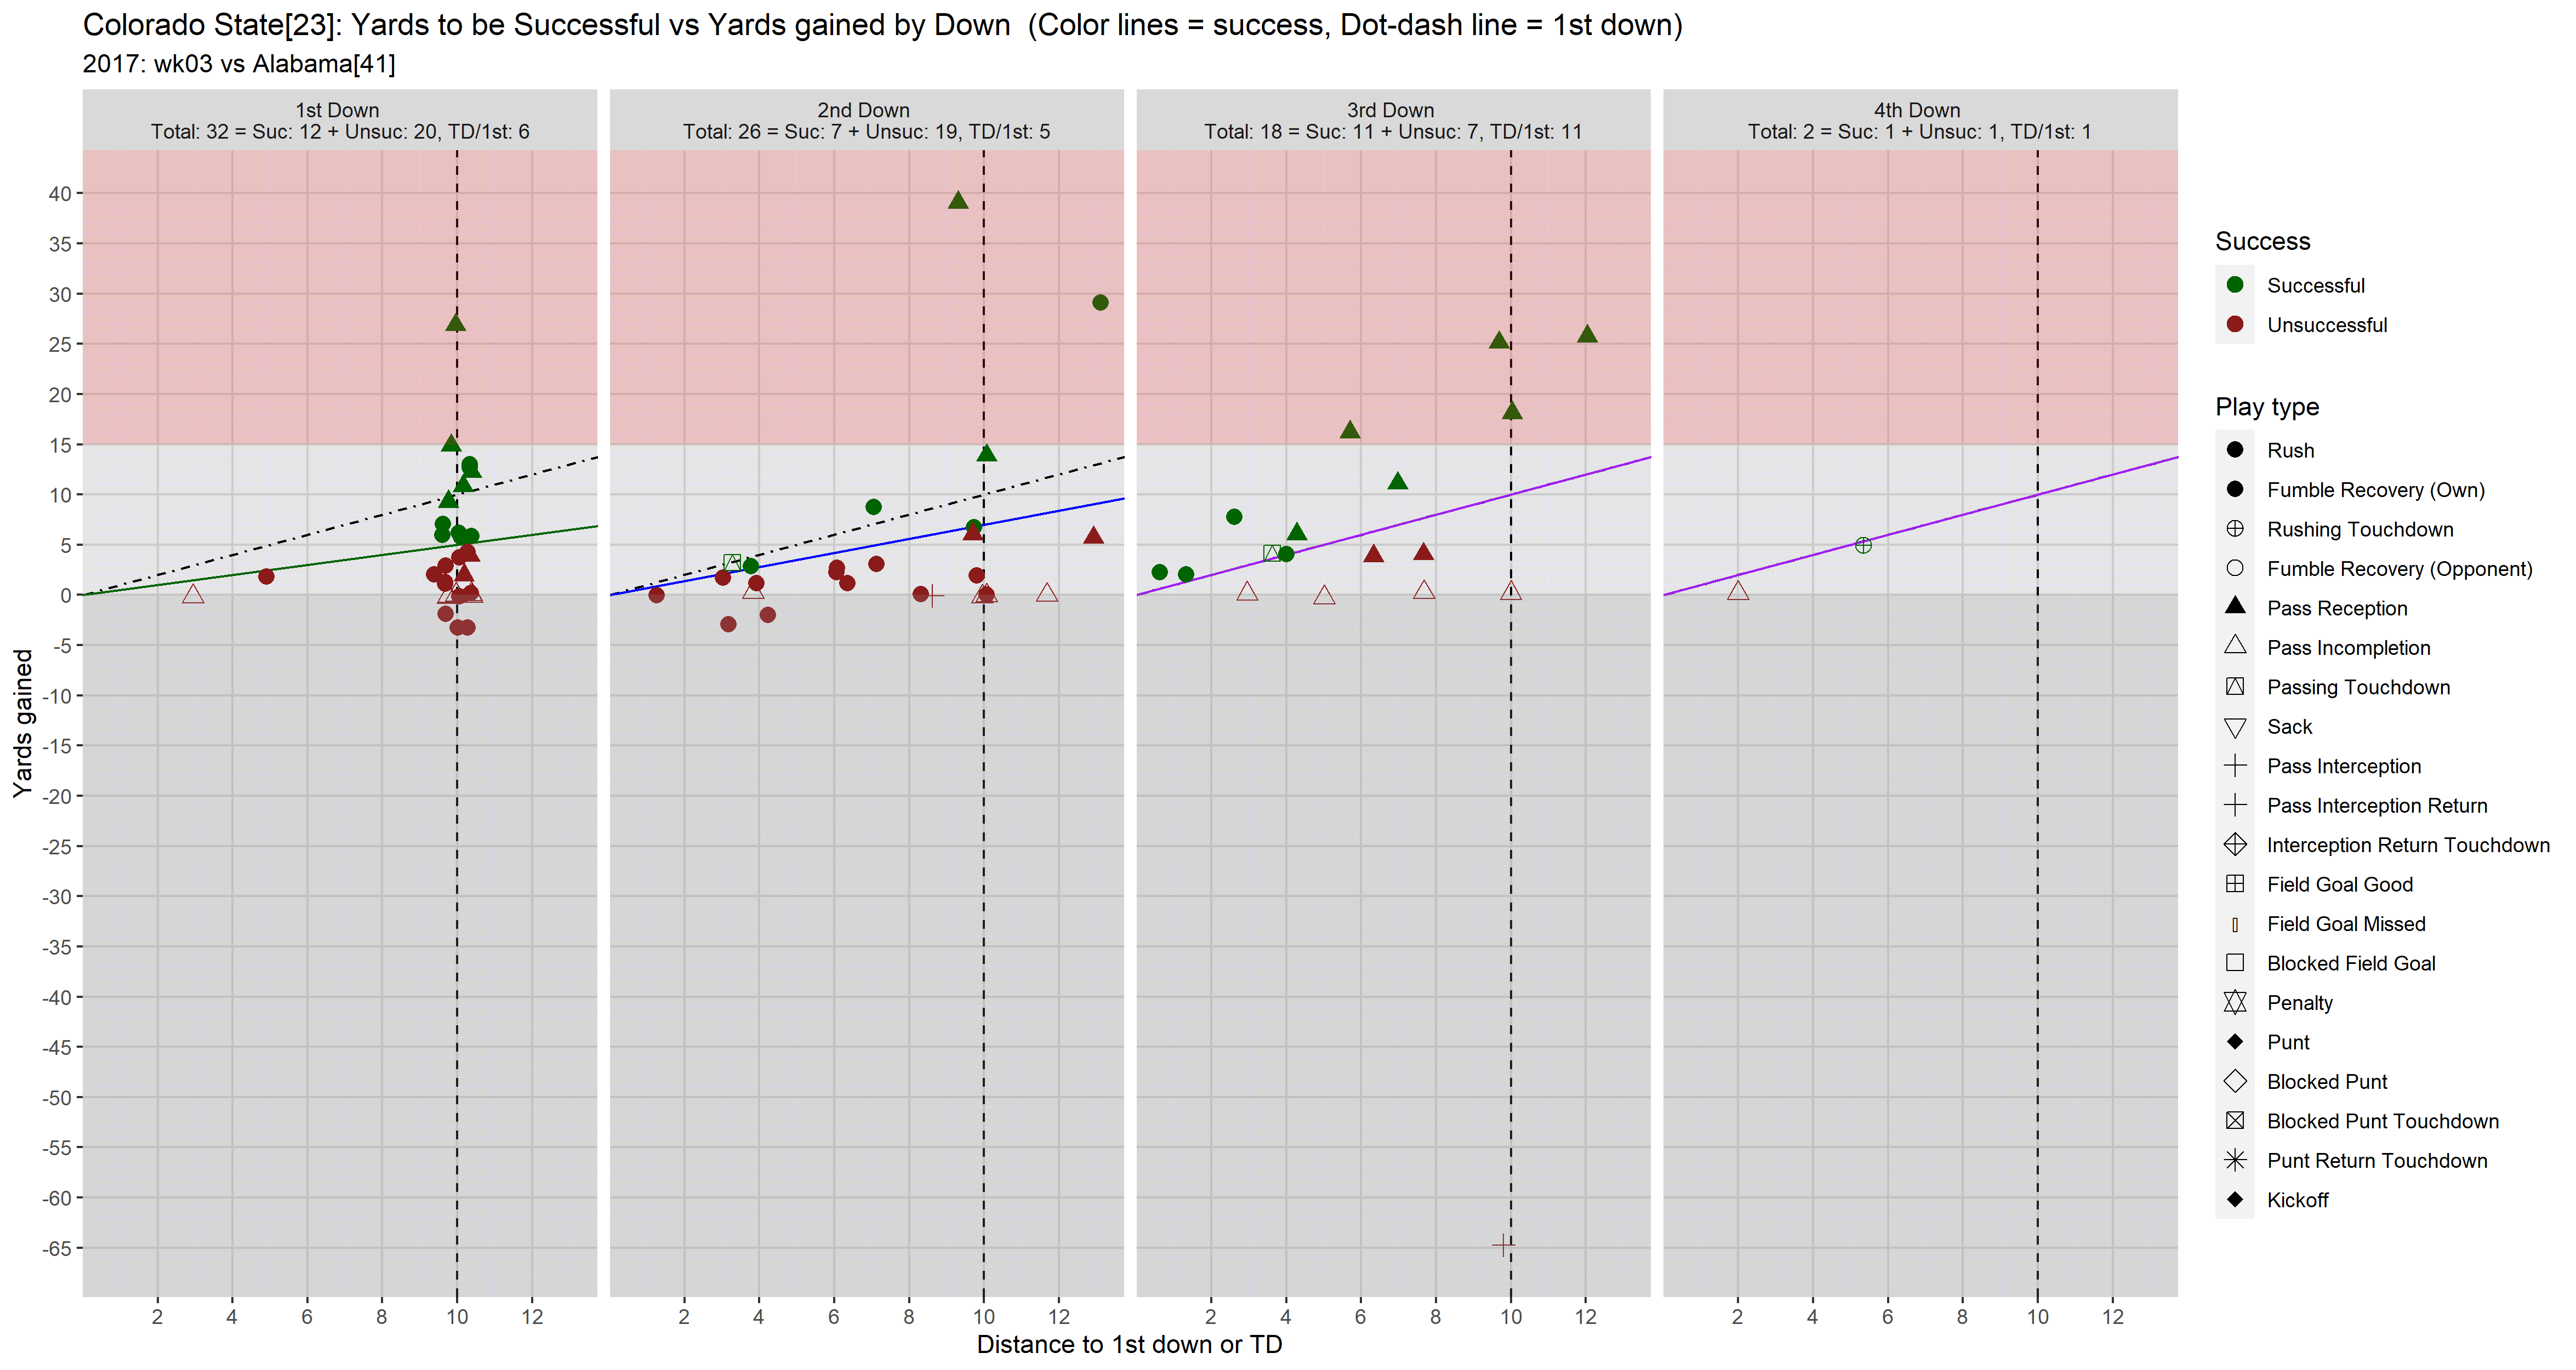 Colorado State[23]: Yards to be Successful vs Yards gained by Down  (Color lines = success, Dot-dash line = 1st down)
2017: wk03 vs Alabama[41]
1st Down
Total: 32 = Suc: 12 + Unsuc: 20, TD/1st: 6
2nd Down
Total: 26 = Suc: 7 + Unsuc: 19, TD/1st: 5
3rd Down
Total: 18 = Suc: 11 + Unsuc: 7, TD/1st: 11
4th Down
Total: 2 = Suc: 1 + Unsuc: 1, TD/1st: 1
Yards gained
40
35
30
25
20
15
10
5
0
-5
-10
-15
-20
-25
-30
-35
-40
-45
-50
-55
-60
-65
2 4 6 8 10 12
2 4 6 8 10 12
2 4 6 8 10 12
2 4 6 8 10 12
Distance to 1st down or TD
Success
Successful
Unsuccessful
Play type
Rush
Fumble Recovery (Own)
Rushing Touchdown
Fumble Recovery (Opponent)
Pass Reception
Pass Incompletion
Passing Touchdown
Sack
Pass Interception
Pass Interception Return
Interception Return Touchdown
Field Goal Good
Field Goal Missed
Blocked Field Goal
Penalty
Punt
Blocked Punt
Blocked Punt Touchdown
Punt Return Touchdown
Kickoff